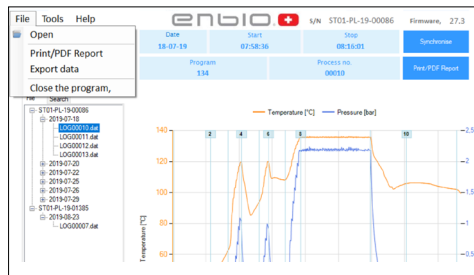 File Tools Help
enbio.
S/N ST01-PL-19-00086 Firmware, 27.3
Open
Print/PDF Report
Export data
Close the program,
Date Start Stop
18-07-19 07:58:36 08:16:01
Synchronize
Program Process no.
134 00010
Print/PDF Report
File Search
ST01-PL-19-00086
2019-07-18
LOG00010.dat
LOG00011.dat
LOG00012.dat
LOG00013.dat
2019-07-20
2019-07-22
2019-07-25
2019-07-26
2019-07-29
ST01-PL-19-01385
2019-08-23
LOG00007.dat
Temperature [°C] Pressure [bar]
2 4 6 8 10
140
120
100
80
60
Temperature [°C]
2,5
2
1,5
1
0,5